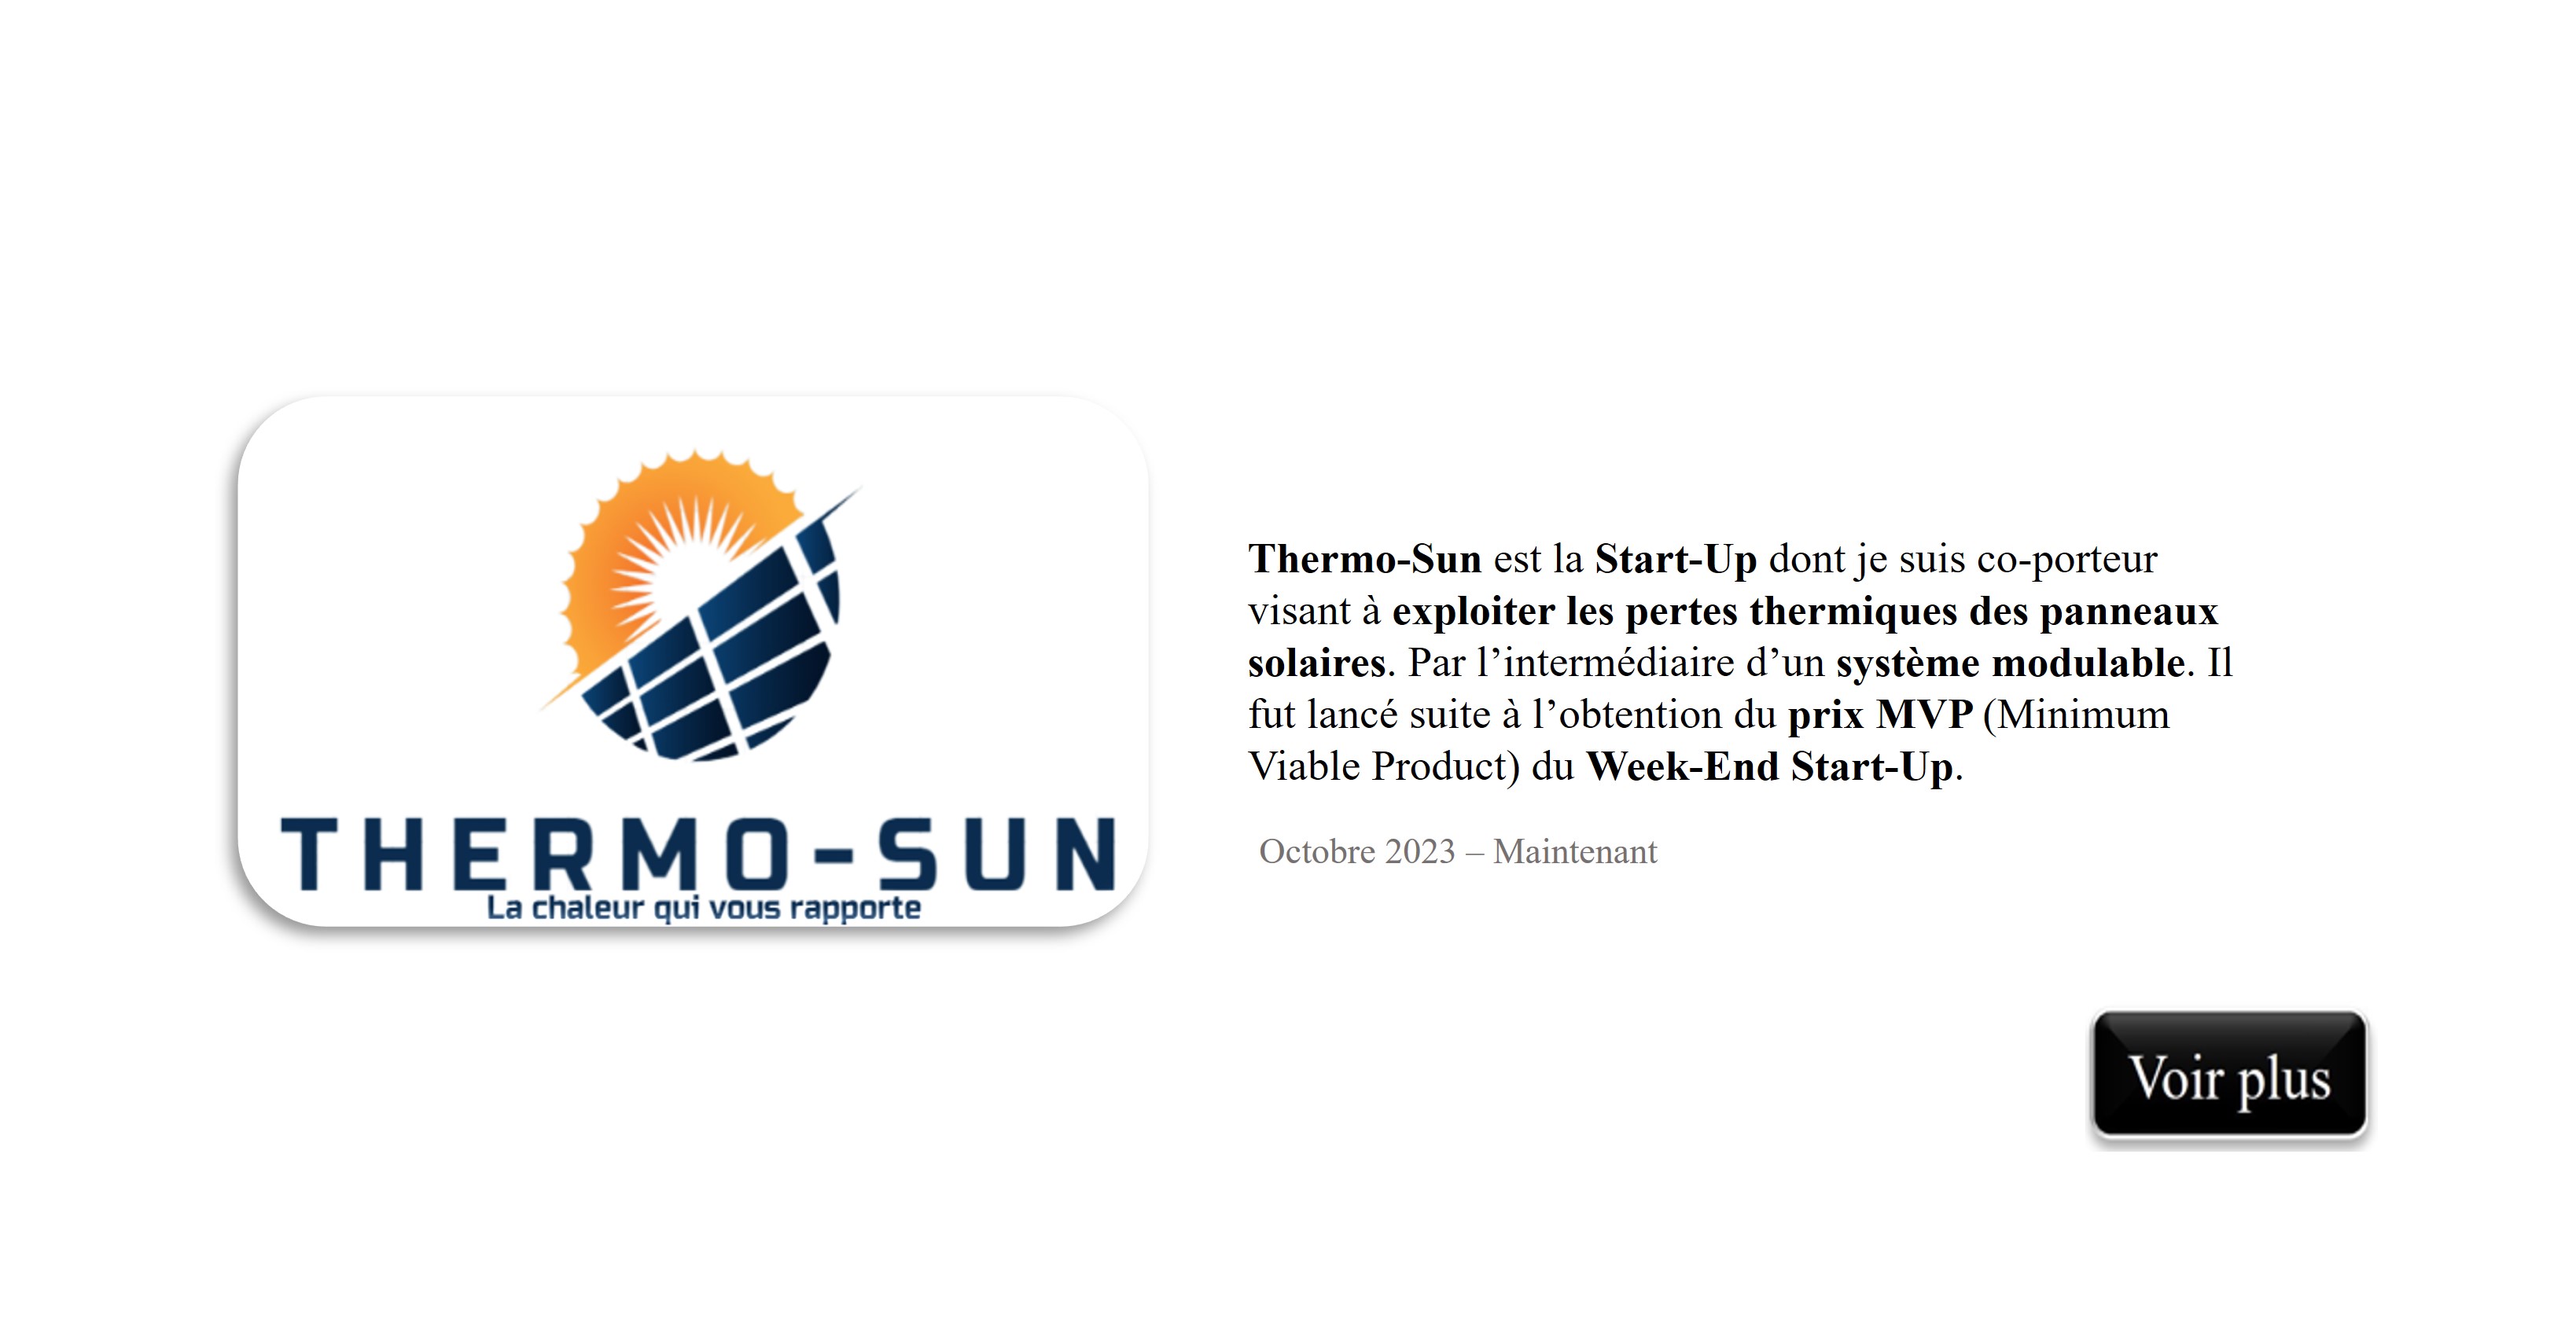 THERMO-SUN
La chaleur qui vous rapporte
Thermo-Sun est la Start-Up dont je suis co-porteur
visant à exploiter les pertes thermiques des panneaux
solaires. Par l’intermédiaire d’un système modulable. Il
fut lancé suite à l’obtention du prix MVP (Minimum
Viable Product) du Week-End Start-Up.
Octobre 2023 – Maintenant
Voir plus